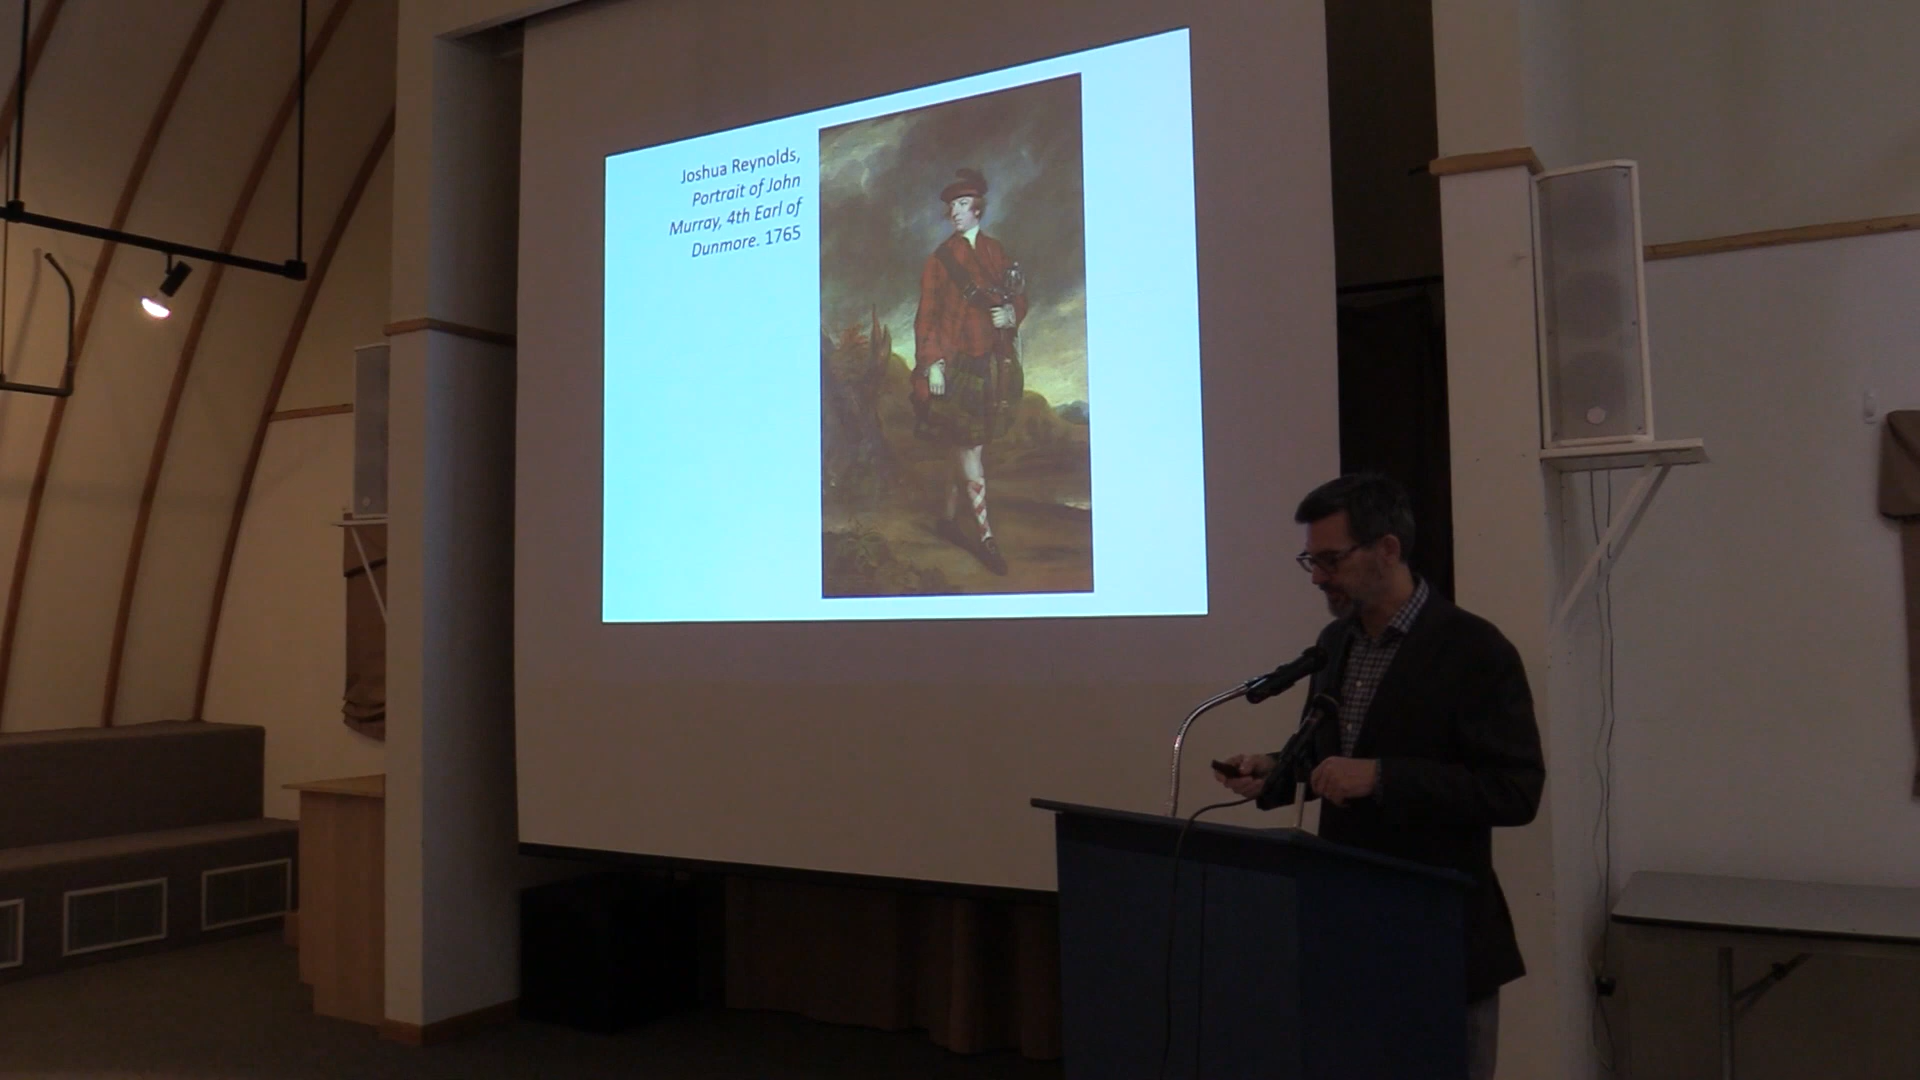 Joshua Reynolds,
Portrait of John
Murray, 4th Earl of
Dunmore. 1765